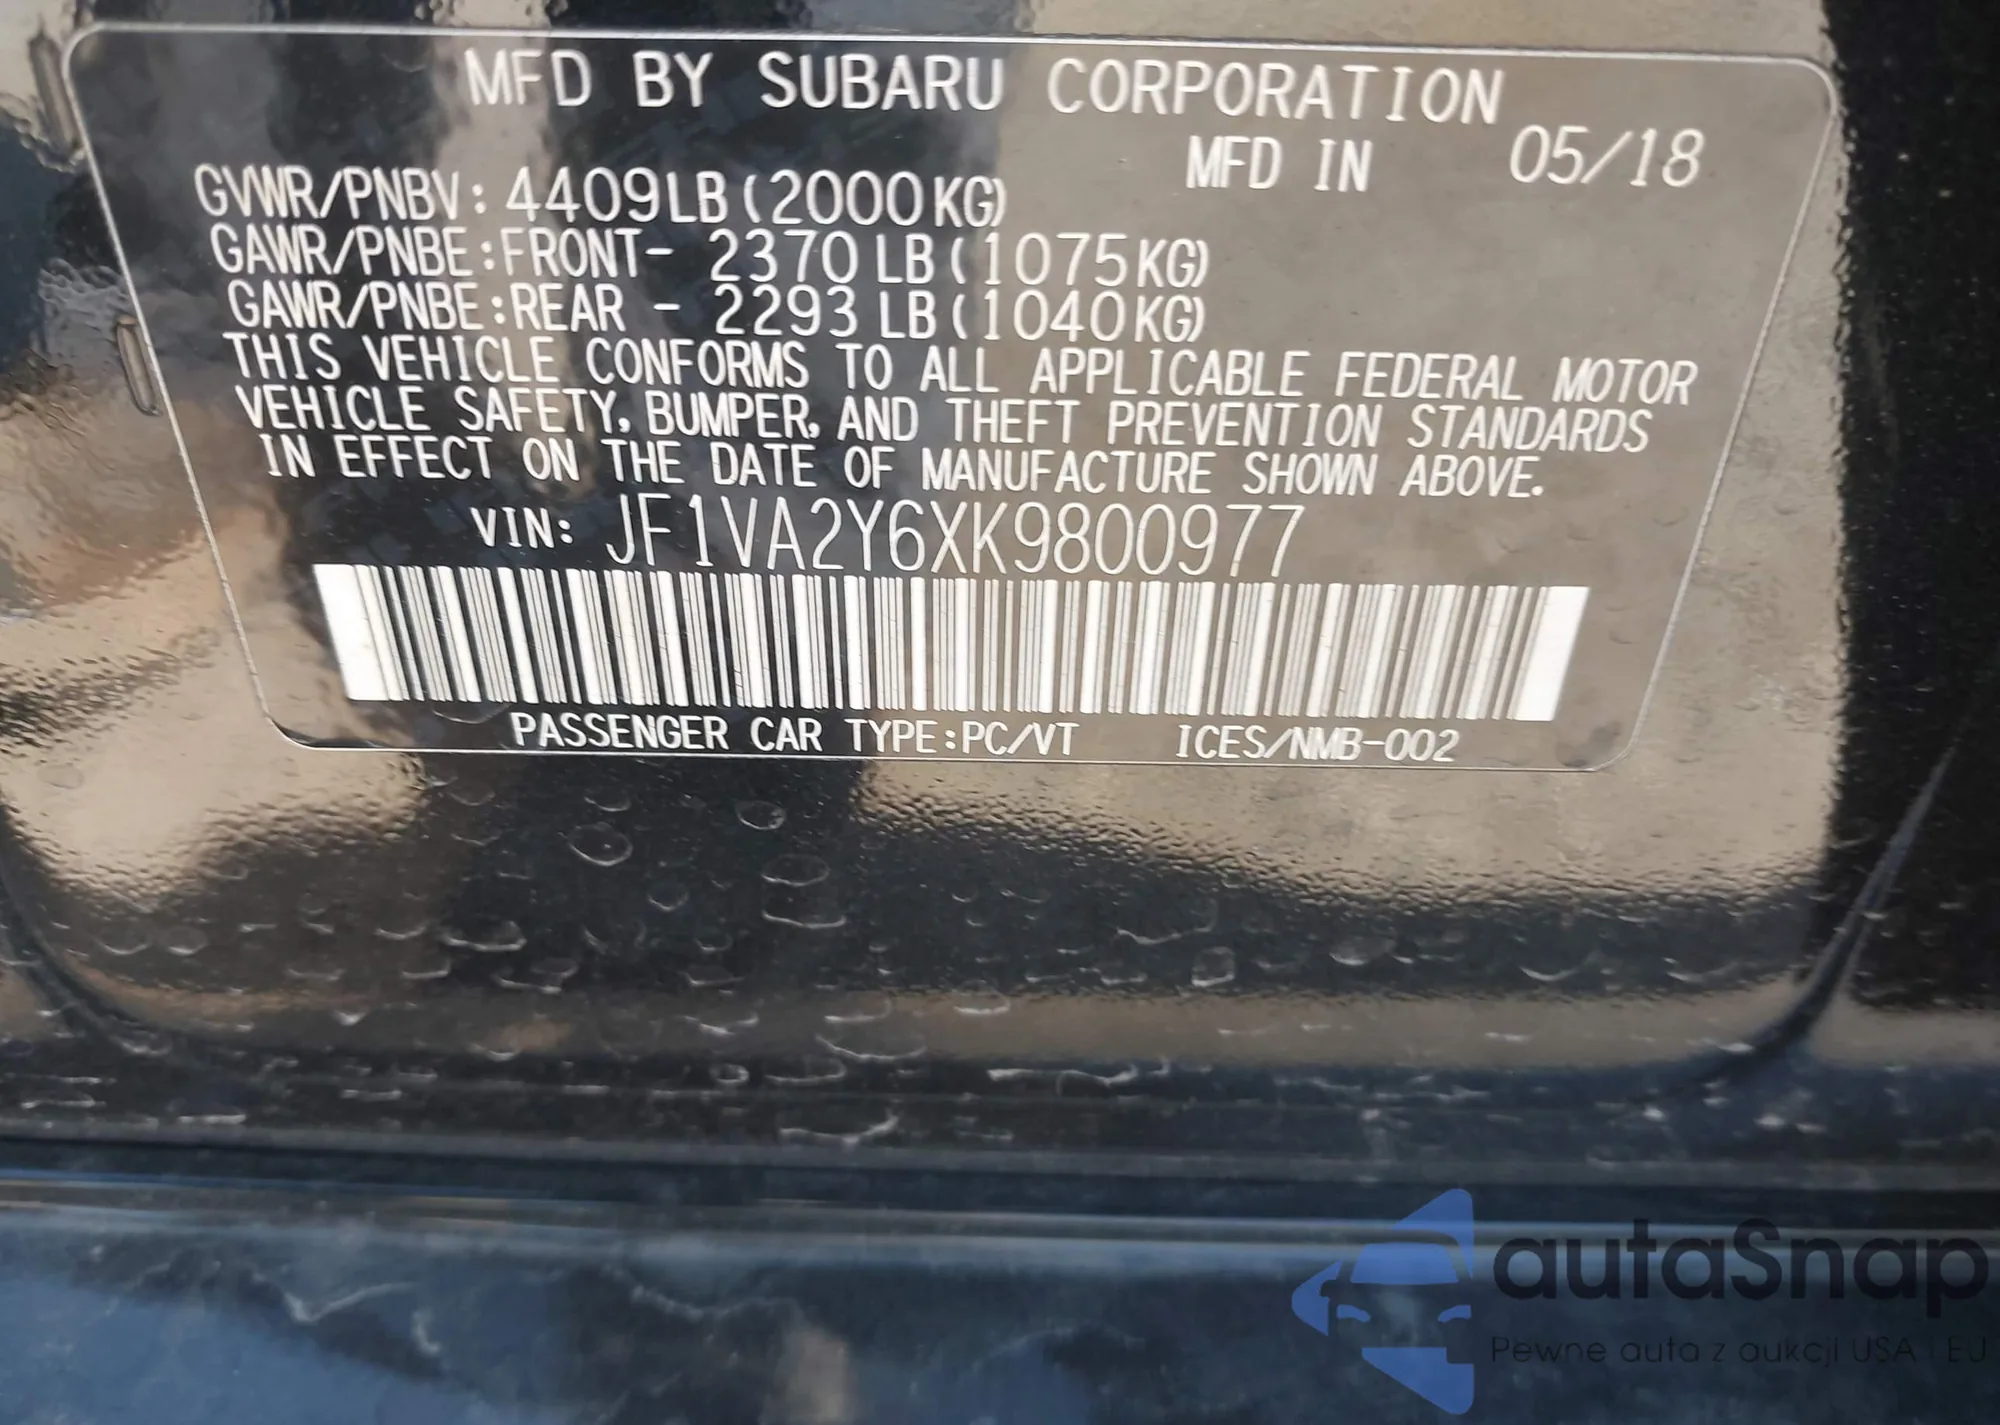 MFD BY SUBARU CORPORATION
MFD IN 05/18
GVWR/PNBV: 4409LB(2000KG)
GAWR/PNBE:FRONT- 2370 LB(1075KG)
GAWR/PNBE:REAR - 2293 LB(1040KG)
THIS VEHICLE CONFORMS TO ALL APPLICABLE FEDERAL MOTOR
VEHICLE SAFETY, BUMPER, AND THEFT PREVENTION STANDARDS
IN EFFECT ON THE DATE OF MANUFACTURE SHOWN ABOVE.
VIN: JF1VA2Y6XK9800977
PASSENGER CAR TYPE:PC/VT ICES/NMB-002
autaSnap
Pewne auta z aukcji USA | EU